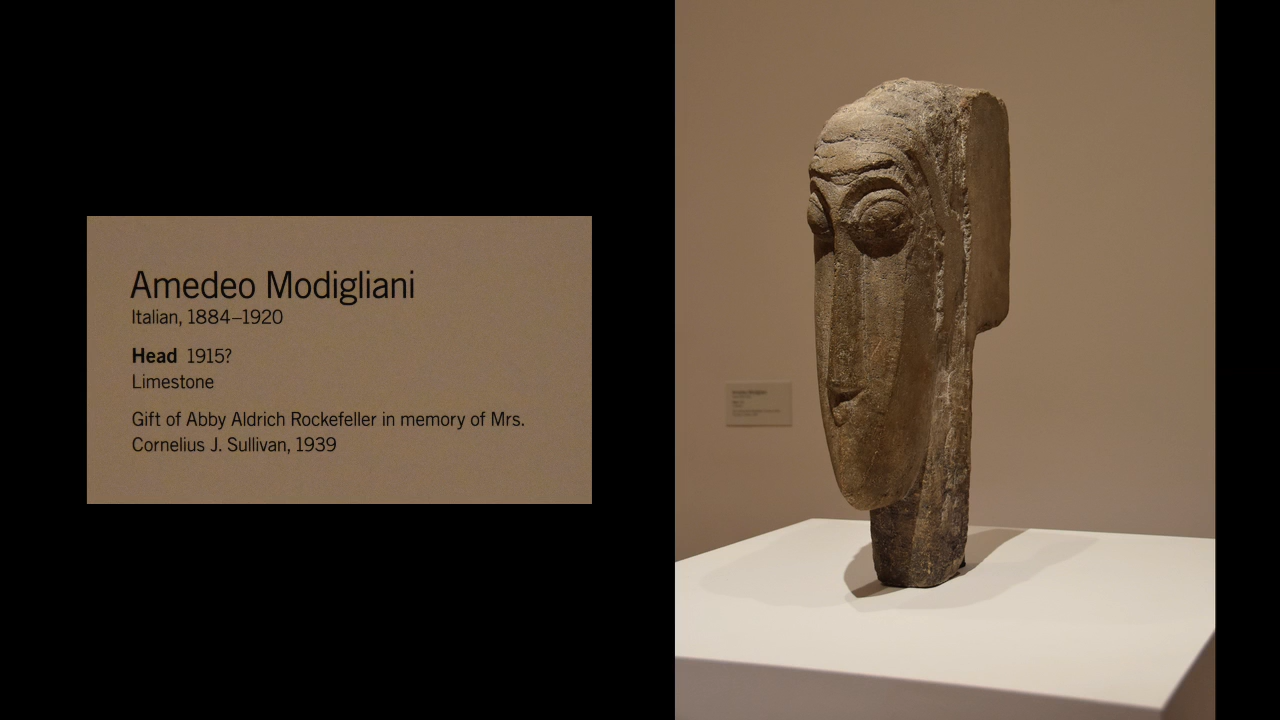 Amedeo Modigliani
Italian, 1884–1920
Head 1915?
Limestone
Gift of Abby Aldrich Rockefeller in memory of Mrs.
Cornelius J. Sullivan, 1939